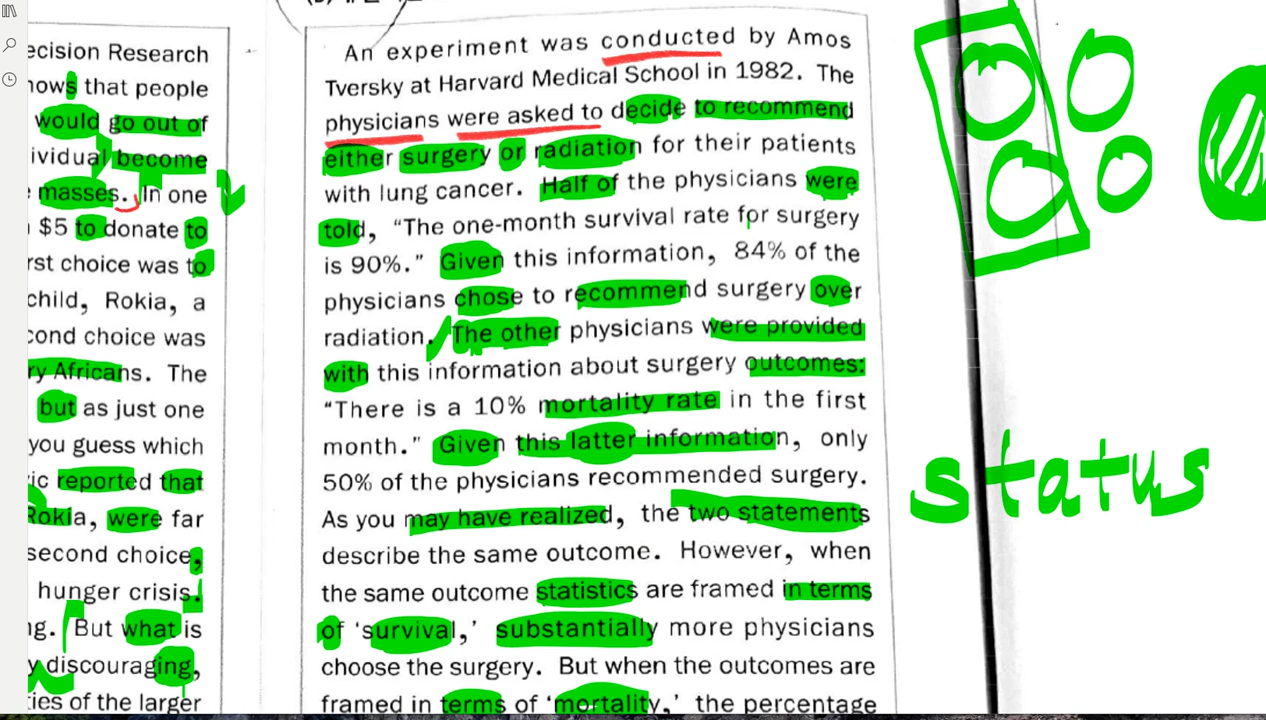 ecision Research
nows that people
would go out of
ividual become
masses. In one
$5 to donate to
rst choice was to
child, Rokia, a
cond choice was
ry Africans. The
but as just one
you guess which
ic reported that
Rokia, were far
second choice,
hunger crisis.
ng. But what is
y discouraging,
ties of the larger
An experiment was conducted by Amos
Tversky at Harvard Medical School in 1982. The
physicians were asked to decide to recommend
either surgery or radiation for their patients
with lung cancer. Half of the physicians were
told, “The one-month survival rate for surgery
is 90%.” Given this information, 84% of the
physicians chose to recommend surgery over
radiation. The other physicians were provided
with this information about surgery outcomes:
“There is a 10% mortality rate in the first
month.” Given this latter information, only
50% of the physicians recommended surgery.
As you may have realized, the two statements
describe the same outcome. However, when
the same outcome statistics are framed in terms
of ‘survival,’ substantially more physicians
choose the surgery. But when the outcomes are
framed in terms of ‘mortality,’ the percentage
status